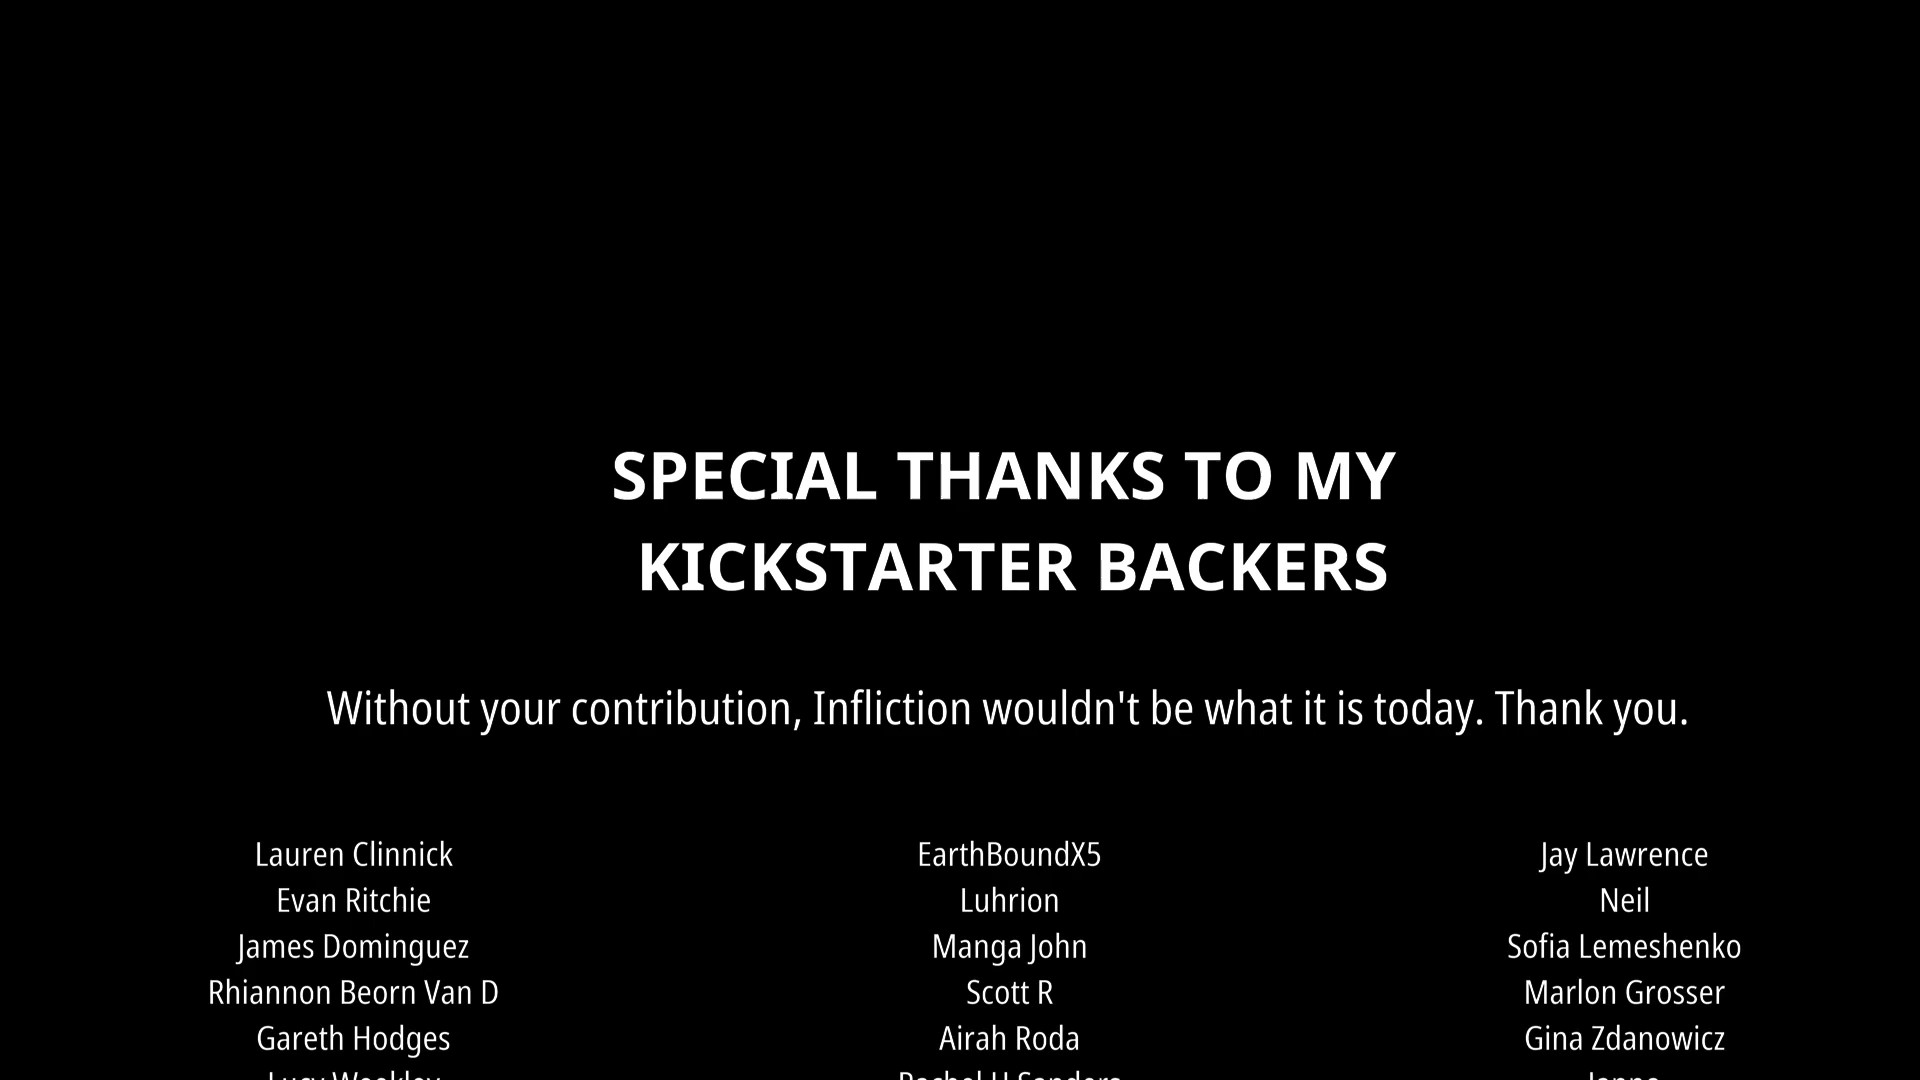 SPECIAL THANKS TO MY
KICKSTARTER BACKERS
Without your contribution, Infliction wouldn't be what it is today. Thank you.
Lauren Clinnick EarthBoundX5 Jay Lawrence
Evan Ritchie Luhrion Neil
James Dominguez Manga John Sofia Lemeshenko
Rhiannon Beorn Van D Scott R Marlon Grosser
Gareth Hodges Airah Roda Gina Zdanowicz